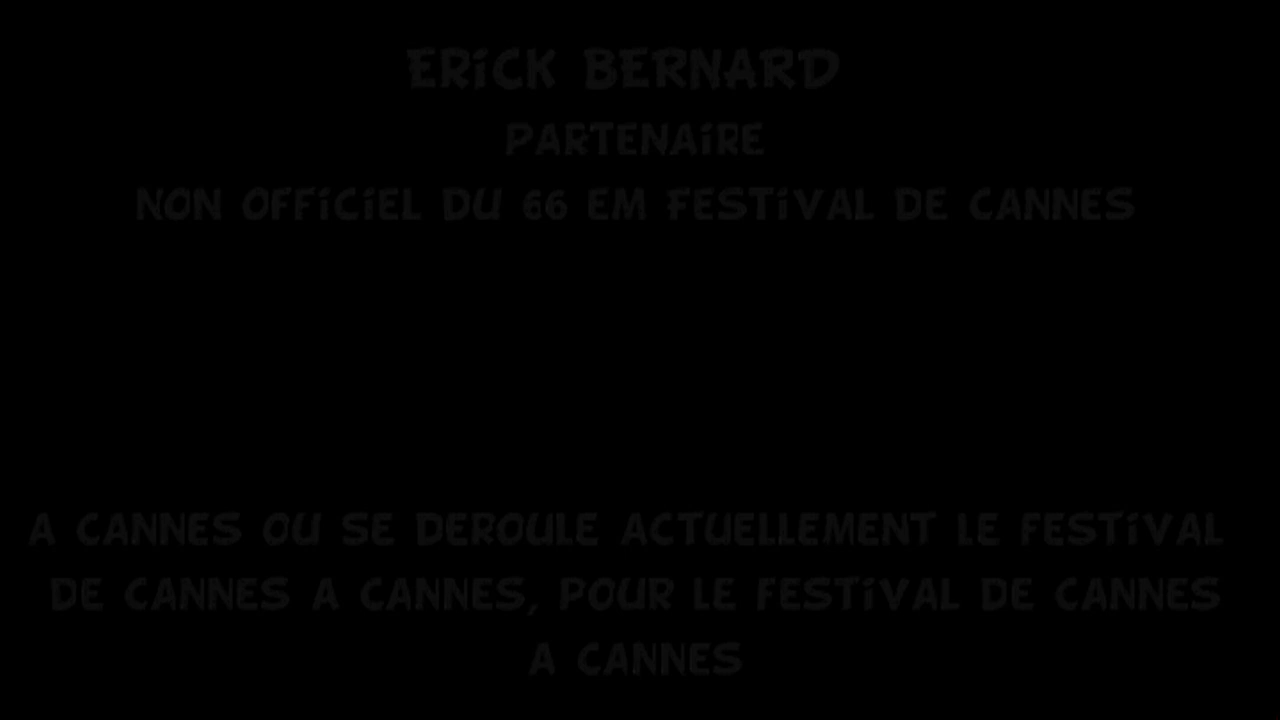 ERiCK BERNARD
PARTENAiRE
NON OFFiCiEL DU 66 EM FESTiVAL DE CANNES
A CANNES OU SE DEROULE ACTUELLEMENT LE FESTiVAL
DE CANNES A CANNES, POUR LE FESTiVAL DE CANNES
A CANNES